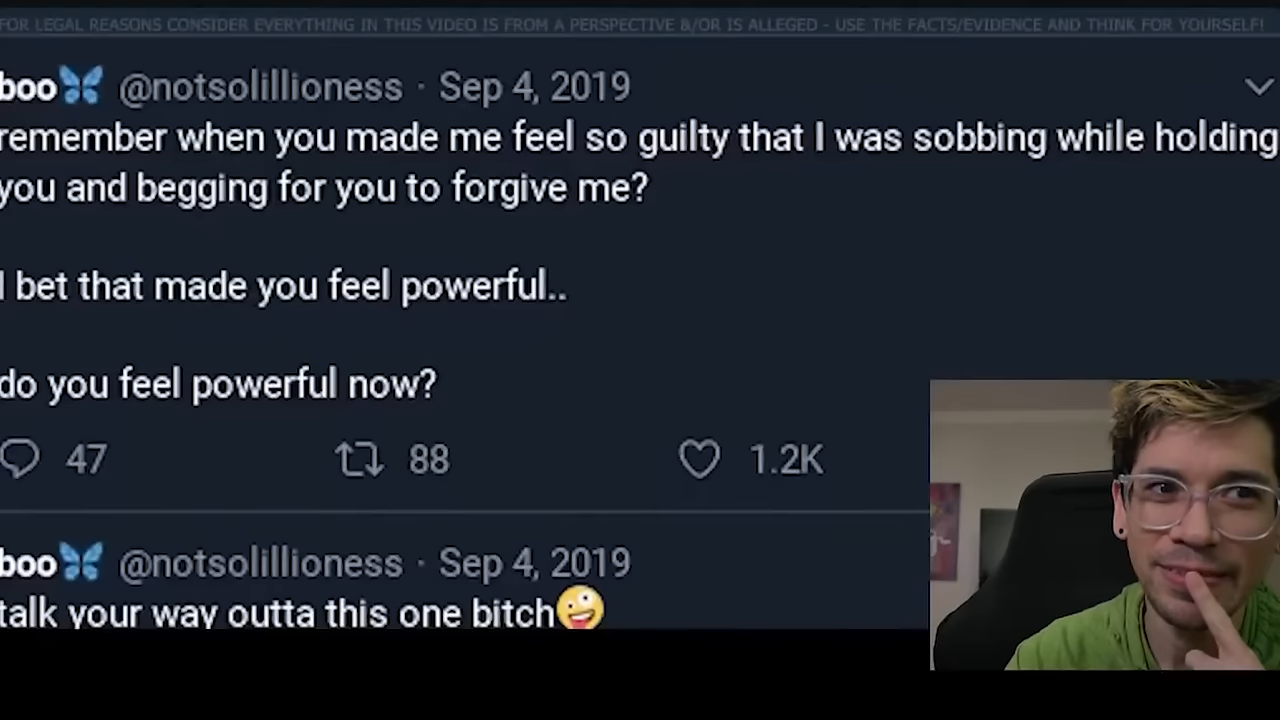 FOR LEGAL REASONS CONSIDER EVERYTHING IN THIS VIDEO IS FROM A PERSPECTIVE &/OR IS ALLEGED - USE THE FACTS/EVIDENCE AND THINK FOR YOURSELF!
boo🦋 @notsolillioness · Sep 4, 2019
remember when you made me feel so guilty that I was sobbing while holding
you and begging for you to forgive me?
I bet that made you feel powerful..
do you feel powerful now?
47 88 1.2K
boo🦋 @notsolillioness · Sep 4, 2019
talk your way outta this one bitch🤪